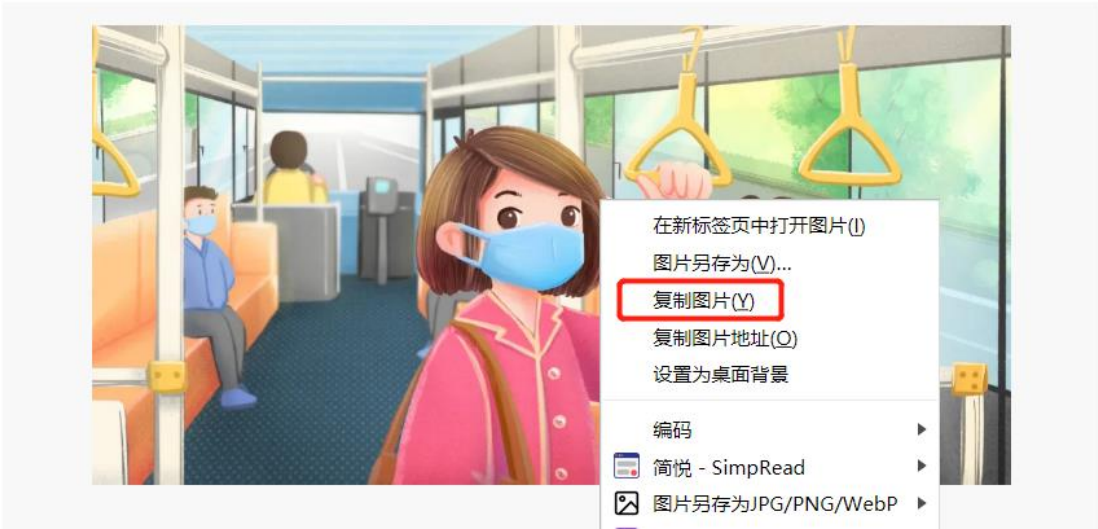 在新标签页中打开图片(I)
图片另存为(V)...
复制图片(Y)
复制图片地址(O)
设置为桌面背景
编码
简悦 - SimpRead
图片另存为JPG/PNG/WebP